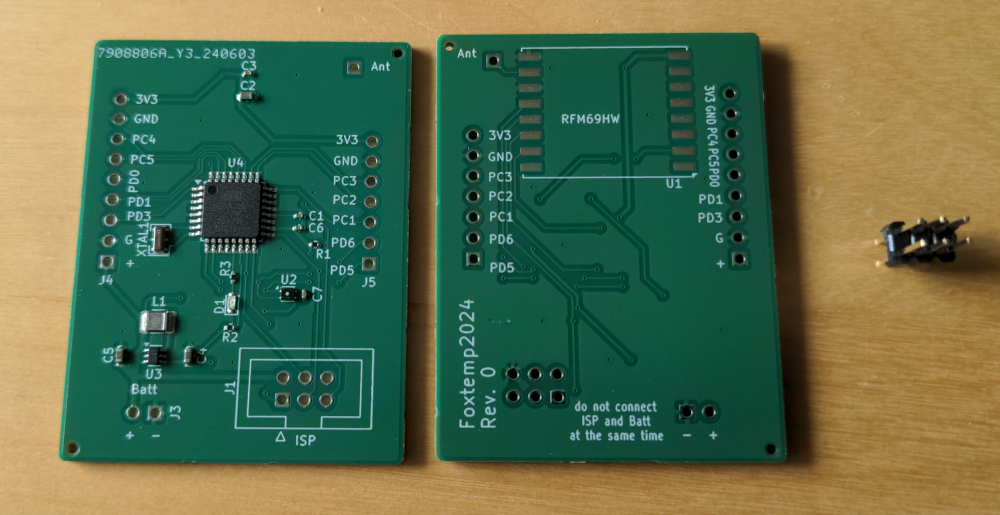 7908806A_Y3_240603
C3
C2
Ant
3V3
GND
PC4
PC5
PD0
PD1
PD3
G
+
J4
XTAL1
U4
3V3
GND
PC3
PC2
PC1
PD6
PD5
J5
C1
C6
R1
R3
U2
C7
D1
R2
L1
C5
U3
Batt
J3
+ -
J1
ISP
Ant
RFM69HW
U1
3V3
GND
PC3
PC2
PC1
PD6
PD5
3V3
GND
PC4
PC5
PD0
PD1
PD3
G
+
Foxtemp2024
Rev. 0
do not connect
ISP and Batt
at the same time
- +